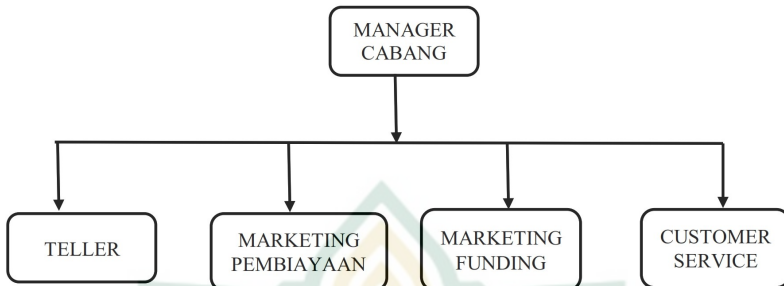 MANAGER
CABANG
TELLER
MARKETING
PEMBIAYAAN
MARKETING
FUNDING
CUSTOMER
SERVICE